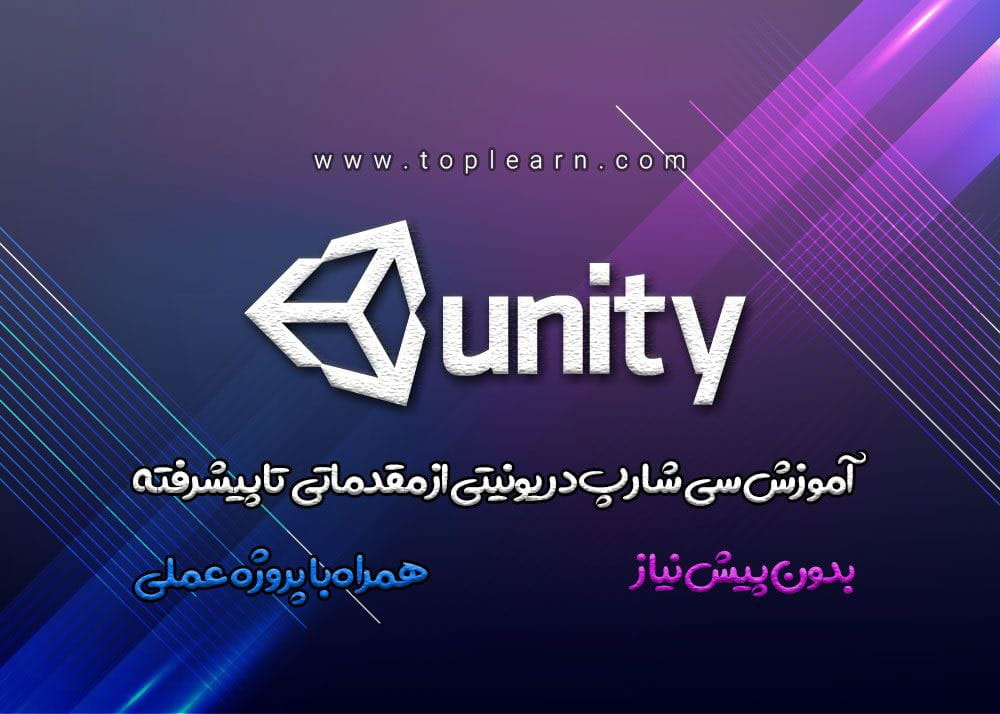 www.toplearn.com
unity
آموزش سی شارپ در یونیتی از مقدماتی تا پیشرفته
بدون پیش نیاز
همراه با پروژه عملی